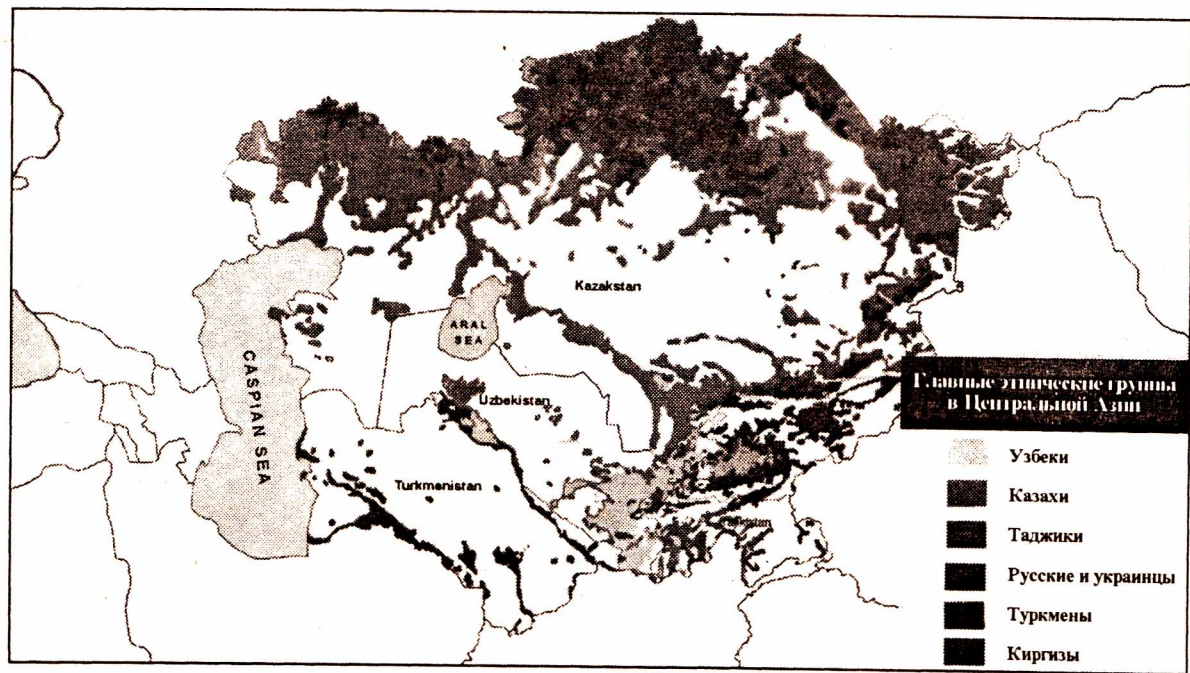 Kazakstan
ARAL
SEA
CASPIAN SEA
Uzbekistan
Turkmenistan
Главные этнические группы
в Центральной Азии
Узбеки
Казахи
Таджики
Русские и украинцы
Туркмены
Киргизы